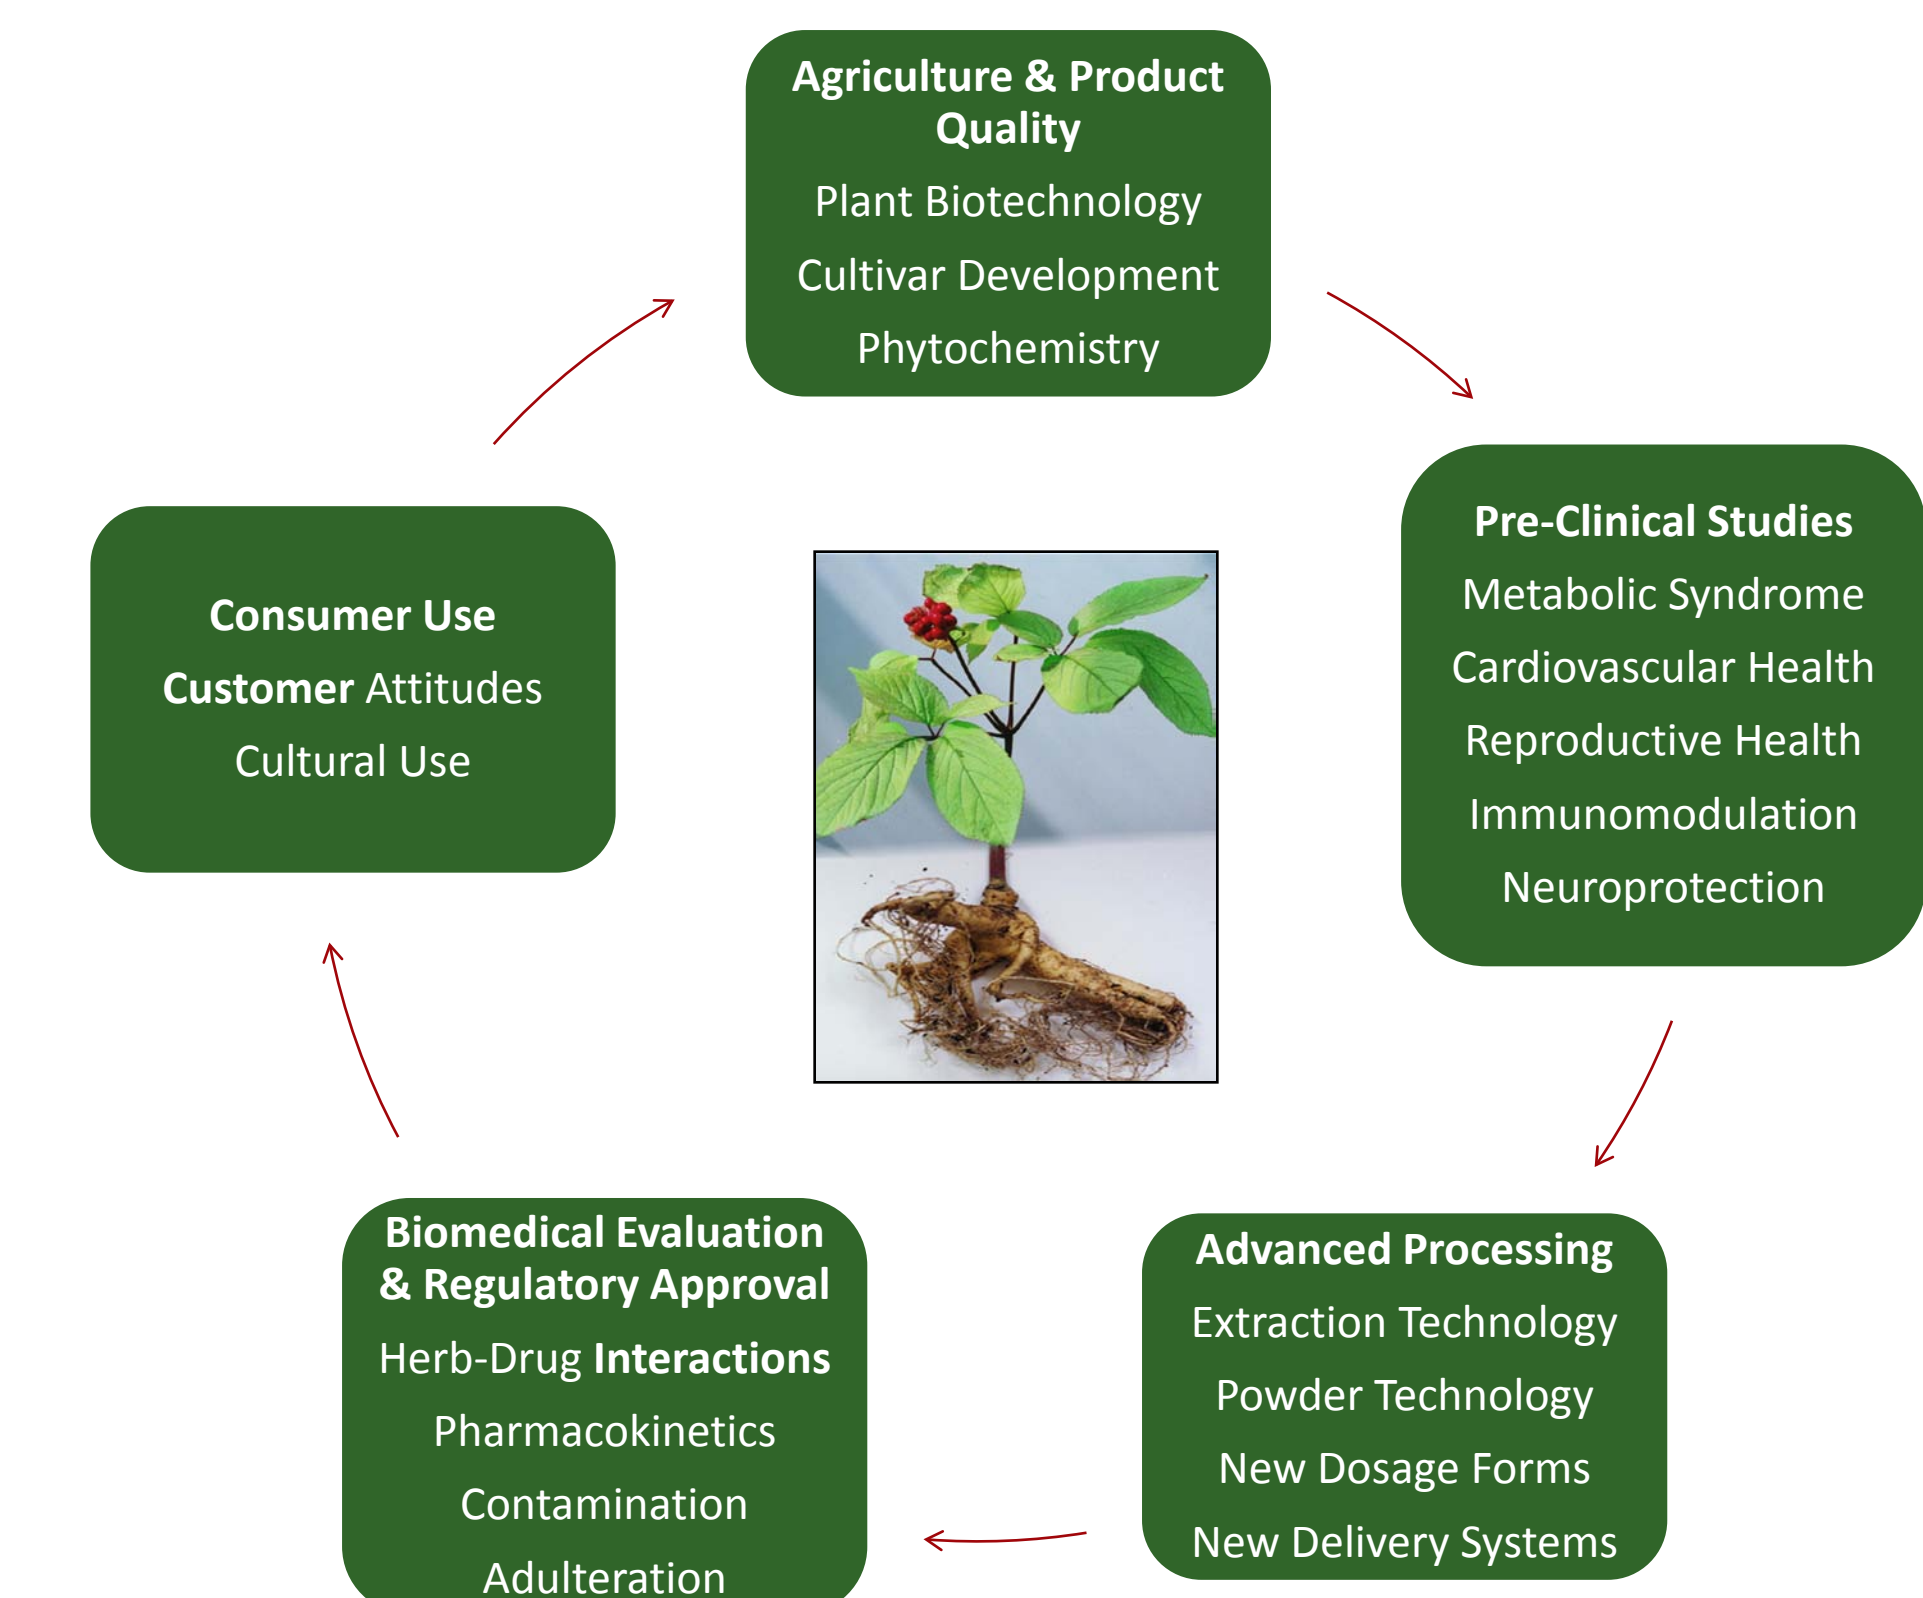 Agriculture & Product
Quality
Plant Biotechnology
Cultivar Development
Phytochemistry
Pre-Clinical Studies
Metabolic Syndrome
Cardiovascular Health
Reproductive Health
Immunomodulation
Neuroprotection
Advanced Processing
Extraction Technology
Powder Technology
New Dosage Forms
New Delivery Systems
Biomedical Evaluation
& Regulatory Approval
Herb-Drug Interactions
Pharmacokinetics
Contamination
Adulteration
Consumer Use
Customer Attitudes
Cultural Use